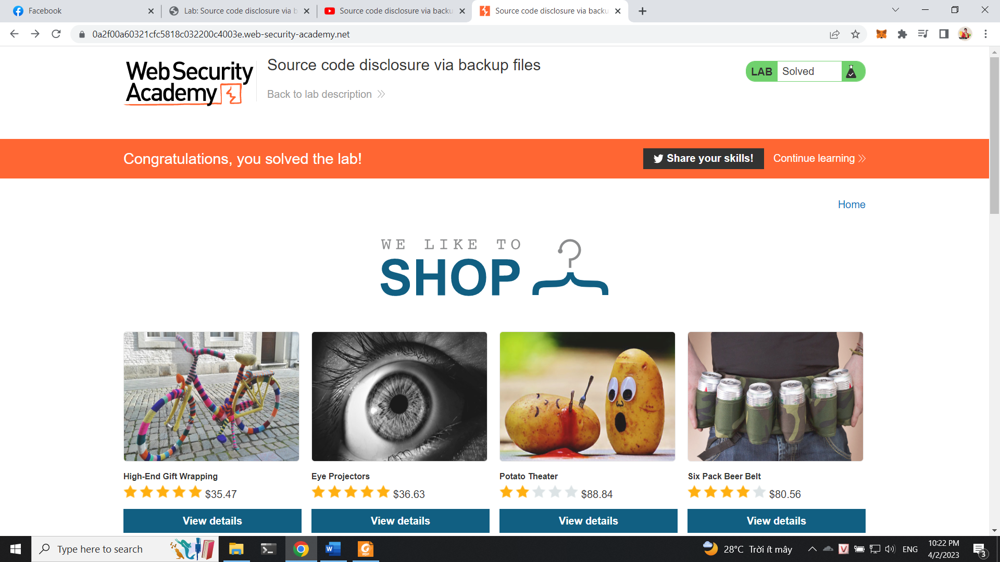 Facebook
Lab: Source code disclosure via b
Source code disclosure via backu
Source code disclosure via backu
0a2f00a60321cfc5818c032200c4003e.web-security-academy.net
Web Security
Academy
Source code disclosure via backup files
Back to lab description
LAB Solved
Congratulations, you solved the lab!
Share your skills!
Continue learning
Home
WE LIKE TO
SHOP
High-End Gift Wrapping
$35.47
View details
Eye Projectors
$36.63
View details
Potato Theater
$88.84
View details
Six Pack Beer Belt
$80.56
View details
Type here to search
28°C Trời ít mây
ENG
10:22 PM
4/2/2023
3